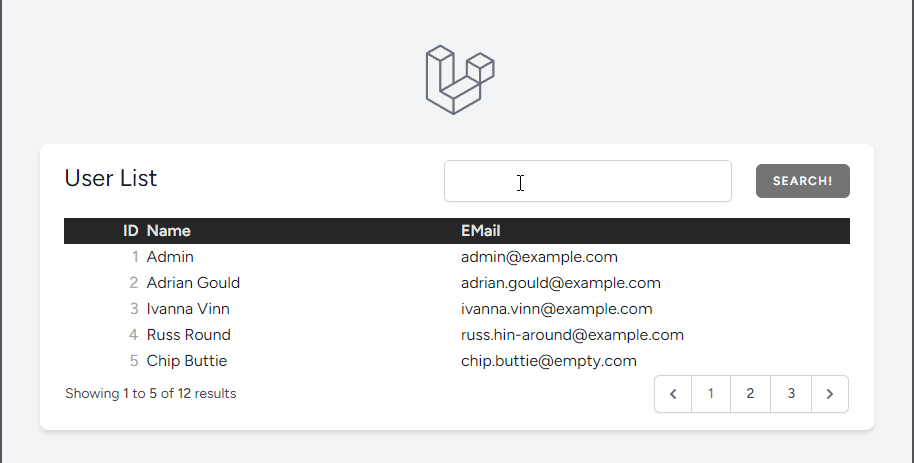 User List SEARCH!
ID Name EMail
1 Admin admin@example.com
2 Adrian Gould adrian.gould@example.com
3 Ivanna Vinn ivanna.vinn@example.com
4 Russ Round russ.hin-around@example.com
5 Chip Buttie chip.buttie@empty.com
Showing 1 to 5 of 12 results 1 2 3